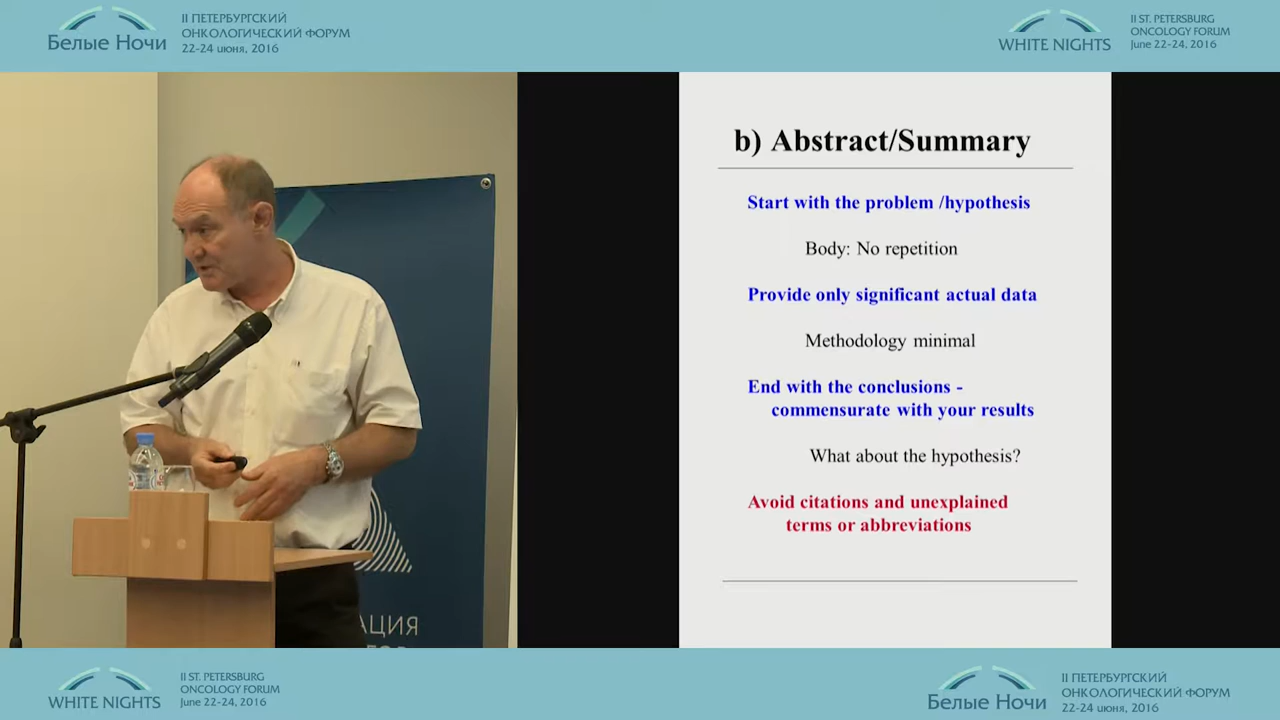 Белые Ночи
II ПЕТЕРБУРГСКИЙ
ОНКОЛОГИЧЕСКИЙ ФОРУМ
22-24 июня, 2016
WHITE NIGHTS
II ST. PETERSBURG
ONCOLOGY FORUM
June 22-24, 2016
b) Abstract/Summary
Start with the problem /hypothesis
Body: No repetition
Provide only significant actual data
Methodology minimal
End with the conclusions -
commensurate with your results
What about the hypothesis?
Avoid citations and unexplained
terms or abbreviations
АЦИЯ
WHITE NIGHTS
II ST. PETERSBURG
ONCOLOGY FORUM
June 22-24, 2016
Белые Ночи
II ПЕТЕРБУРГСКИЙ
ОНКОЛОГИЧЕСКИЙ ФОРУМ
22-24 июня, 2016